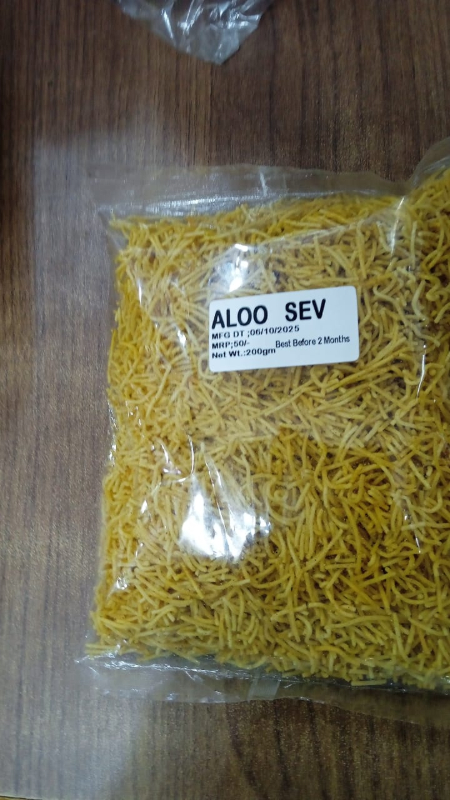 ALOO SEV
MFG DT ;06/10/2025
MRP;50/- Best Before 2 Months
Net Wt.:200gm